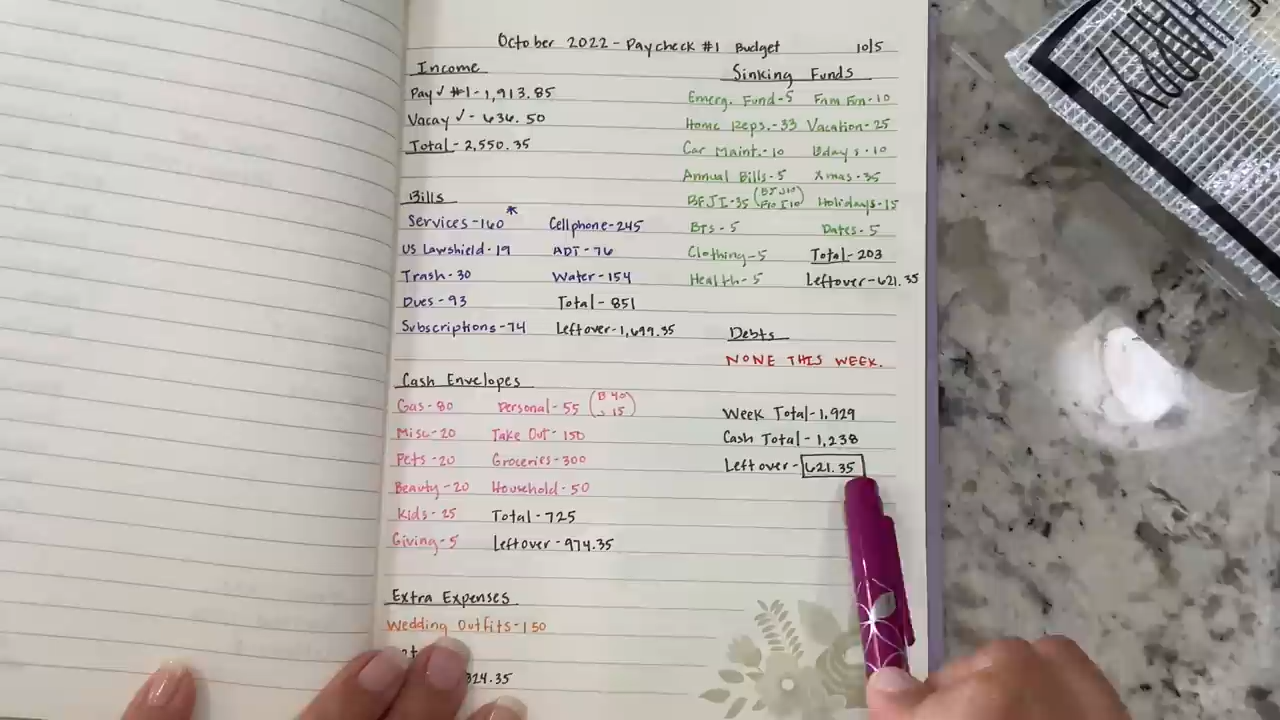 October 2022 - Paycheck #1 Budget 10/5
Income
Pay ✓ #1 - 1,913.85
Vacay ✓ - 636.50
Total - 2,550.35
Bills
Services - 160 *
Cellphone - 245
US Lawshield - 19
ADT - 76
Trash - 30
Water - 154
Dues - 93
Total - 851
Subscriptions - 74
Leftover - 1,699.35
Cash Envelopes
Gas - 80
Personal - 55 (B 40
J 15)
Misc - 20
Take Out - 150
Pets - 20
Groceries - 300
Beauty - 20
Household - 50
Kids - 25
Total - 725
Giving - 5
Leftover - 974.35
Extra Expenses
Wedding Outfits - 150
324.35
Sinking Funds
Emerg. Fund - 5
Fam Fun - 10
Home Reps. - 33
Vacation - 25
Car Maint. - 10
Bdays - 10
Annual Bills - 5
Xmas - 35
BFJI - 35
Holidays - 15
BTS - 5
Dates - 5
Clothing - 5
Total - 203
Health - 5
Leftover - 621.35
Debts
NONE THIS WEEK.
Week Total - 1,929
Cash Total - 1,238
Leftover - 621.35